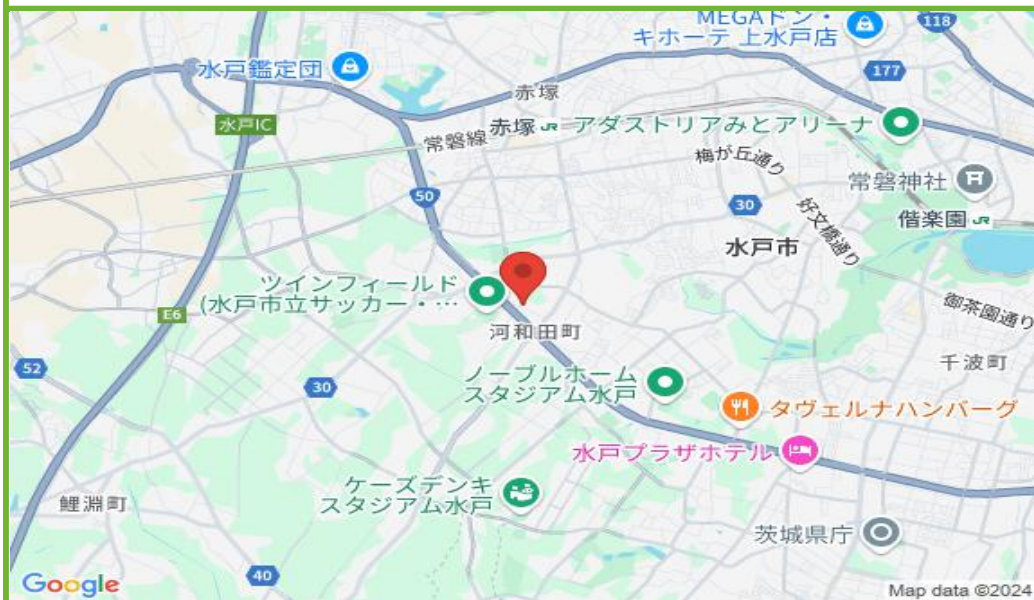 MEGAドン・
キホーテ 上水戸店
118
水戸鑑定団
177
赤塚
水戸IC
常磐線
赤塚 JR
アダストリアみとアリーナ
梅が丘通り
常磐神社
50
30
好文橋通り
偕楽園 JR
水戸市
ツインフィールド
(水戸市立サッカー・…
E6
御茶園通り
河和田町
52
千波町
30
ノーブルホーム
スタジアム水戸
タヴェルナハンバーグ
水戸プラザホテル
ケーズデンキ
スタジアム水戸
鯉淵町
茨城県庁
40
Google
Map data ©2024